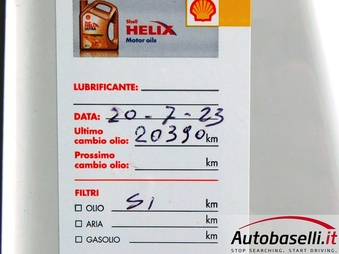 Shell
HELIX
Motor oils
LUBRIFICANTE:
DATA: 20-7-23
Ultimo
cambio olio: 20390 km
Prossimo
cambio olio: km
FILTRI
OLIO SI km
ARIA km
GASOLIO km
Autobaselli.it
START SEARCHING. START DRIVING.